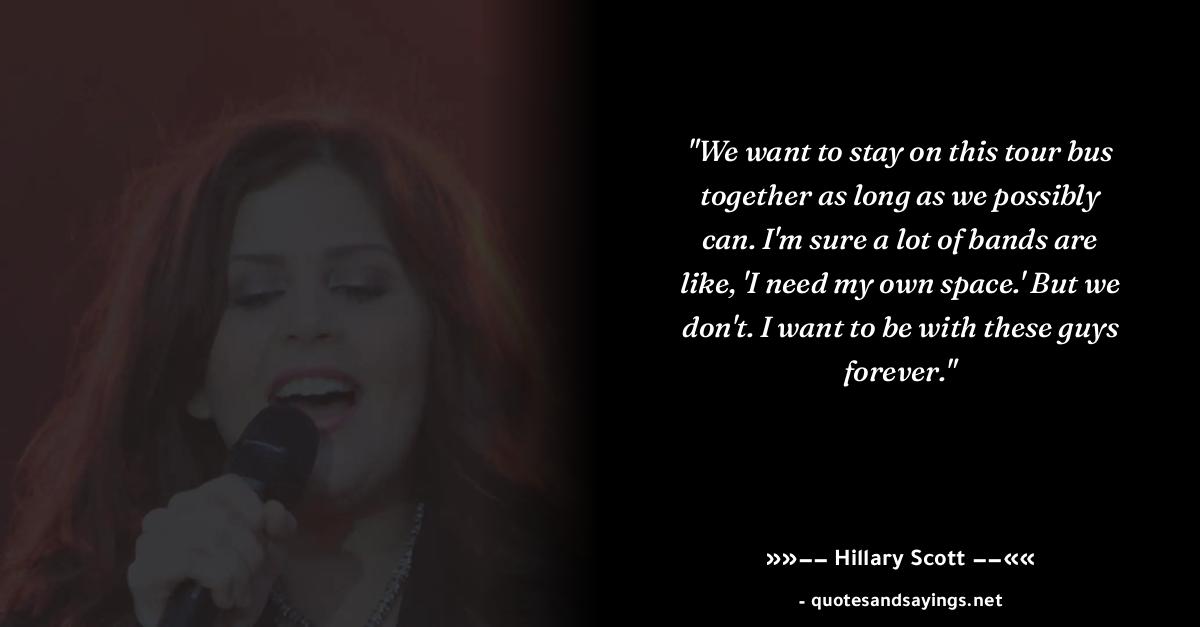 "We want to stay on this tour bus
together as long as we possibly
can. I'm sure a lot of bands are
like, 'I need my own space.' But we
don't. I want to be with these guys
forever."
»»−− Hillary Scott −−««
- quotesandsayings.net